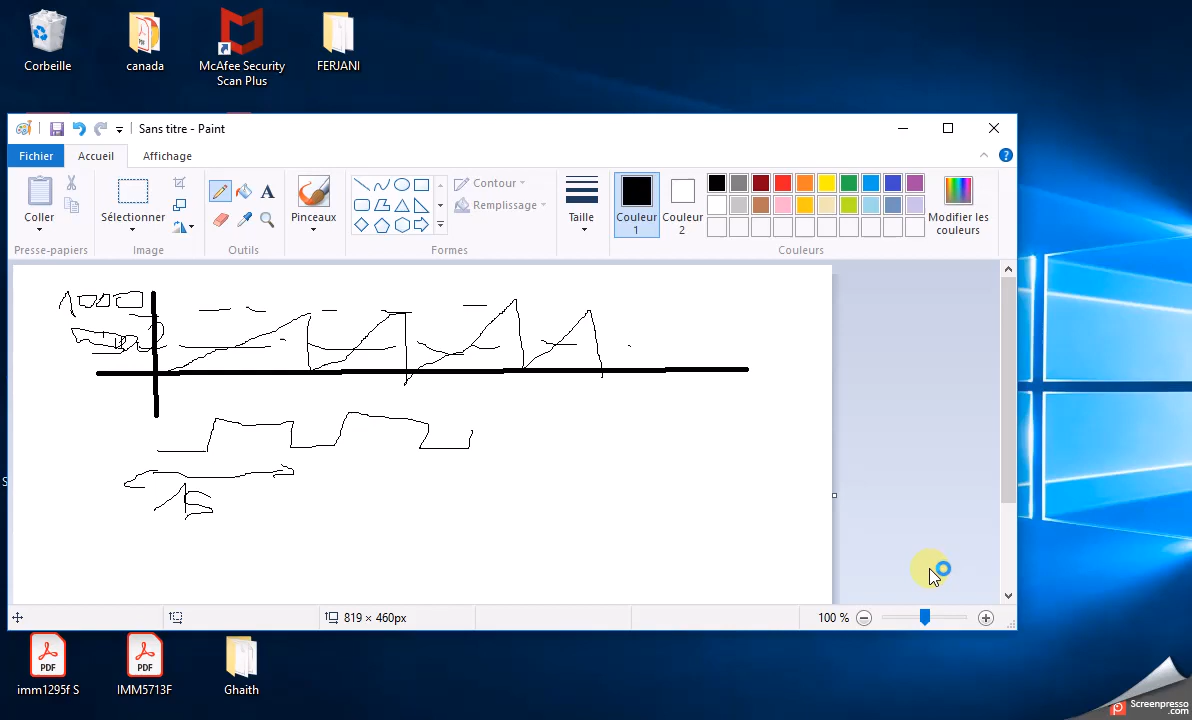 Corbeille
canada
McAfee Security
Scan Plus
FERJANI
Sans titre - Paint
Fichier
Accueil
Affichage
Coller
Sélectionner
Pinceaux
Contour
Remplissage
Taille
Couleur
1
Couleur
2
Modifier les
couleurs
Presse-papiers
Image
Outils
Formes
Couleurs
1000
1s
819 × 460px
100 %
imm1295f S
IMM5713F
Ghaith
Screenpresso
.com